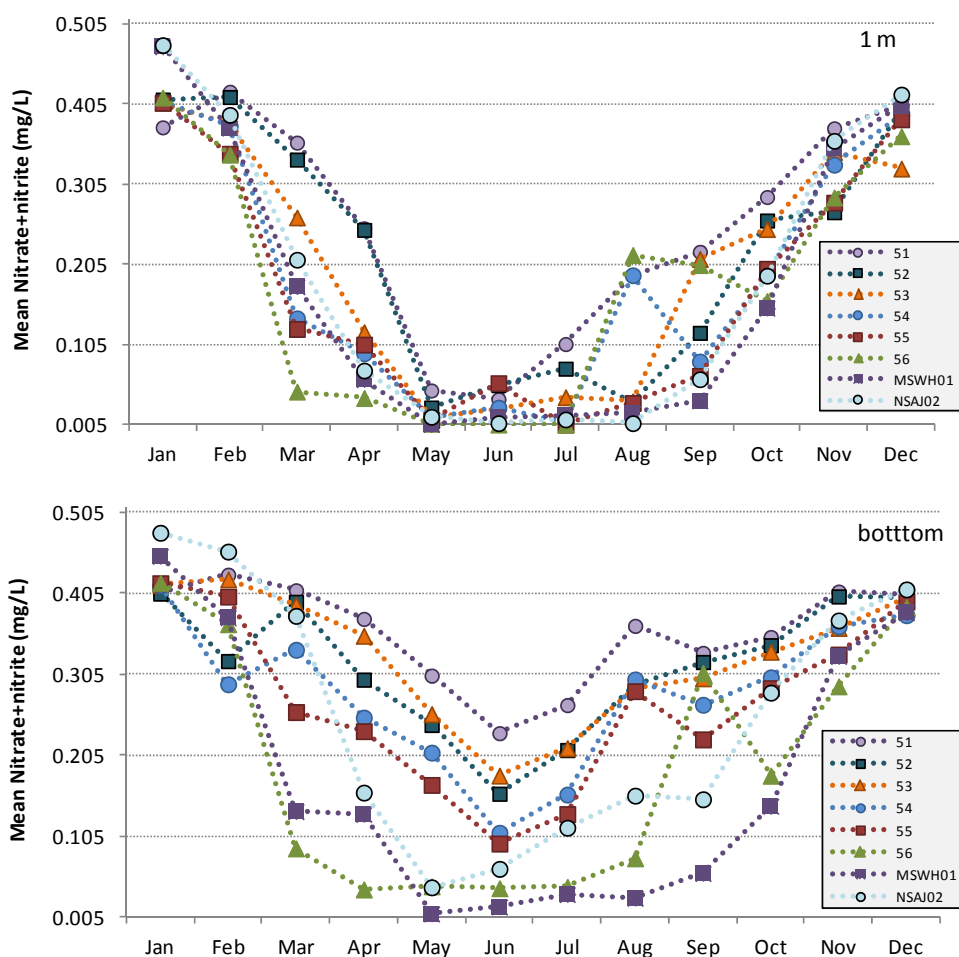 0.505
1 m
0.405
0.305
0.205
0.105
0.005
Mean Nitrate+nitrite (mg/L)
51
52
53
54
55
56
MSWH01
NSAJ02
Jan Feb Mar Apr May Jun Jul Aug Sep Oct Nov Dec
0.505
botttom
0.405
0.305
0.205
0.105
0.005
Mean Nitrate+nitrite (mg/L)
51
52
53
54
55
56
MSWH01
NSAJ02
Jan Feb Mar Apr May Jun Jul Aug Sep Oct Nov Dec